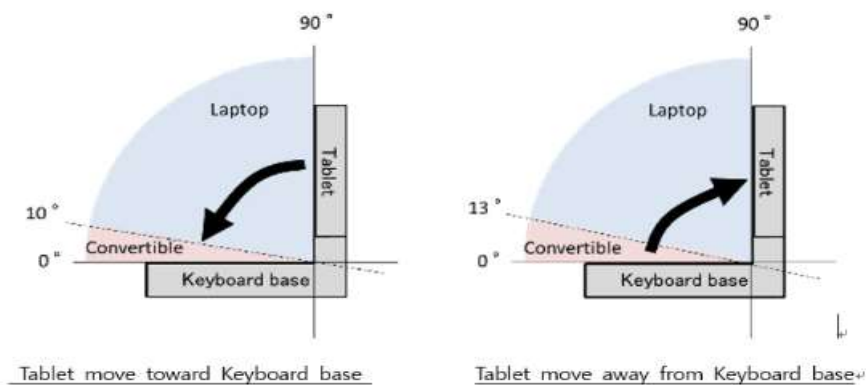 90°
Laptop
Tablet
10°
Convertible
0°
Keyboard base
Tablet move toward Keyboard base
90°
Laptop
Tablet
13°
Convertible
0°
Keyboard base
Tablet move away from Keyboard base